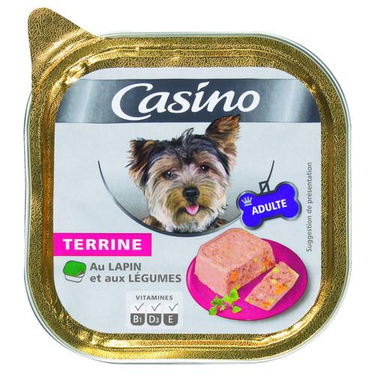 Casino
ADULTE
TERRINE
Au LAPIN
et aux LÉGUMES
VITAMINES
B1 D3 E
Suggestion de présentation